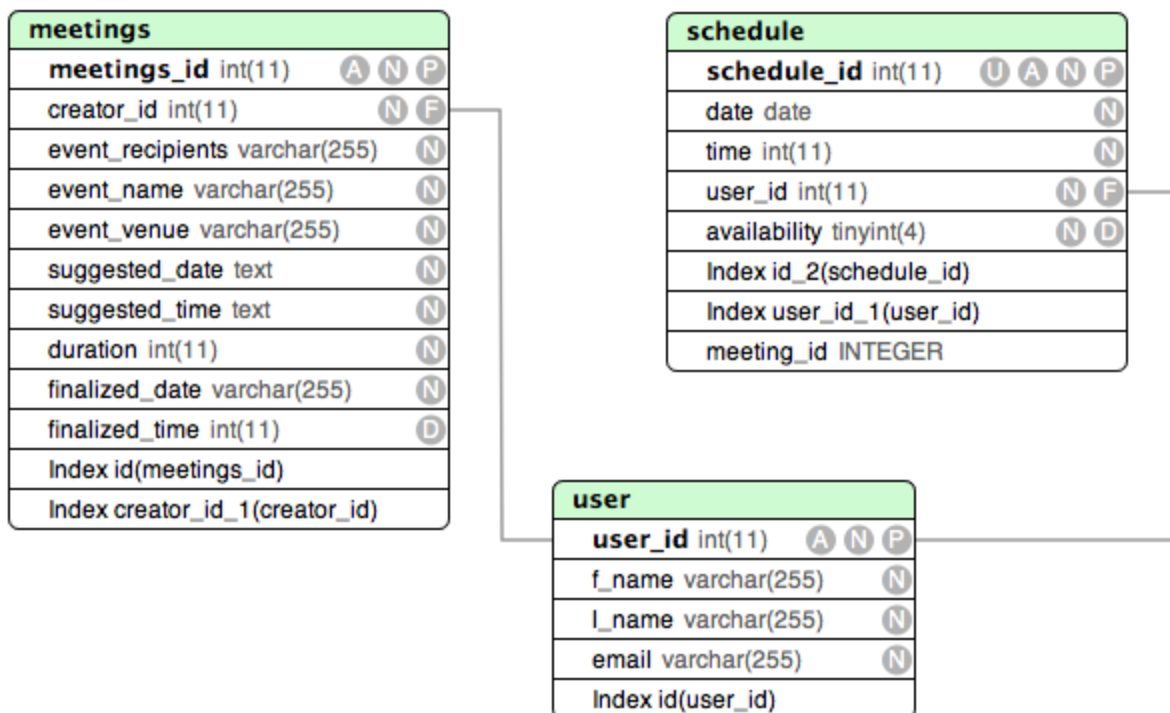 meetings
meetings_id int(11) A N P
creator_id int(11) N F
event_recipients varchar(255) N
event_name varchar(255) N
event_venue varchar(255) N
suggested_date text N
suggested_time text N
duration int(11) N
finalized_date varchar(255) N
finalized_time int(11) D
Index id(meetings_id)
Index creator_id_1(creator_id)
schedule
schedule_id int(11) U A N P
date date N
time int(11) N
user_id int(11) N F
availability tinyint(4) N D
Index id_2(schedule_id)
Index user_id_1(user_id)
meeting_id INTEGER
user
user_id int(11) A N P
f_name varchar(255) N
l_name varchar(255) N
email varchar(255) N
Index id(user_id)